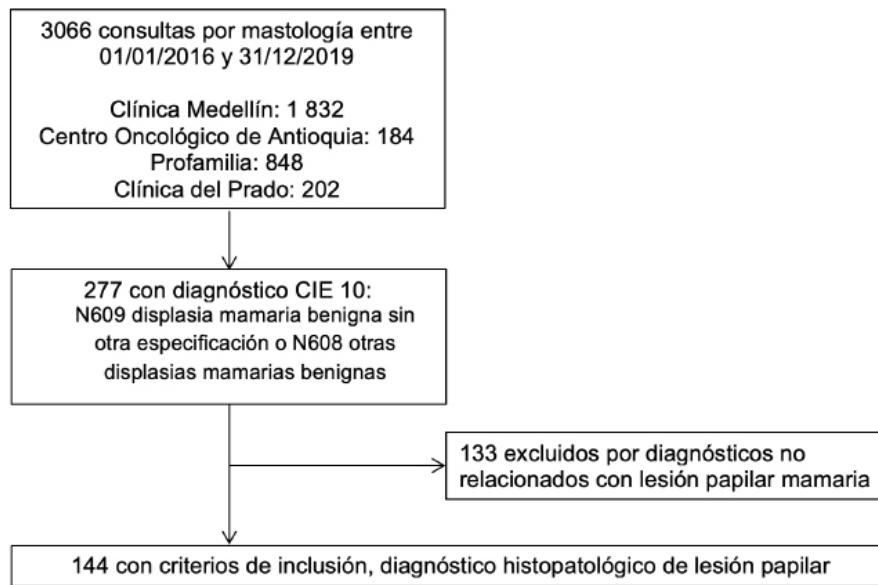 3066 consultas por mastología entre
01/01/2016 y 31/12/2019
Clínica Medellín: 1 832
Centro Oncológico de Antioquia: 184
Profamilia: 848
Clínica del Prado: 202
277 con diagnóstico CIE 10:
N609 displasia mamaria benigna sin
otra especificación o N608 otras
displasias mamarias benignas
133 excluidos por diagnósticos no
relacionados con lesión papilar mamaria
144 con criterios de inclusión, diagnóstico histopatológico de lesión papilar